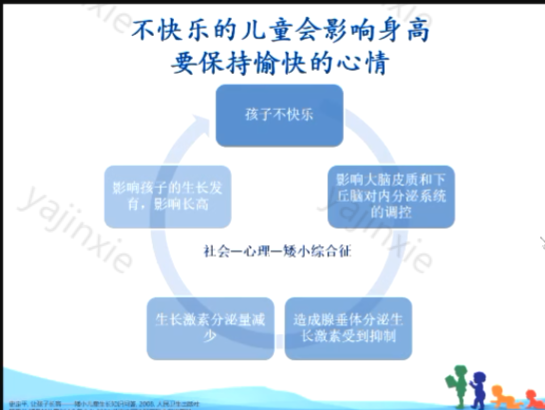 不快乐的儿童会影响身高
要保持愉快的心情
孩子不快乐
影响大脑皮质和下
丘脑对内分泌系统
的调控
造成腺垂体分泌生
长激素受到抑制
生长激素分泌量减
少
影响孩子的生长发
育，影响长高
社会—心理—矮小综合征
yajinxie
yajinxie